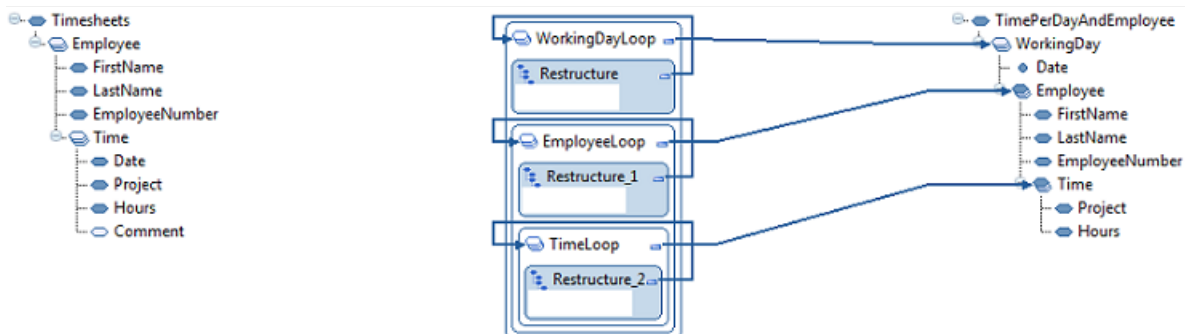 Timesheets
Employee
FirstName
LastName
EmployeeNumber
Time
Date
Project
Hours
Comment
WorkingDayLoop
Restructure
EmployeeLoop
Restructure_1
TimeLoop
Restructure_2
TimePerDayAndEmployee
WorkingDay
Date
Employee
FirstName
LastName
EmployeeNumber
Time
Project
Hours